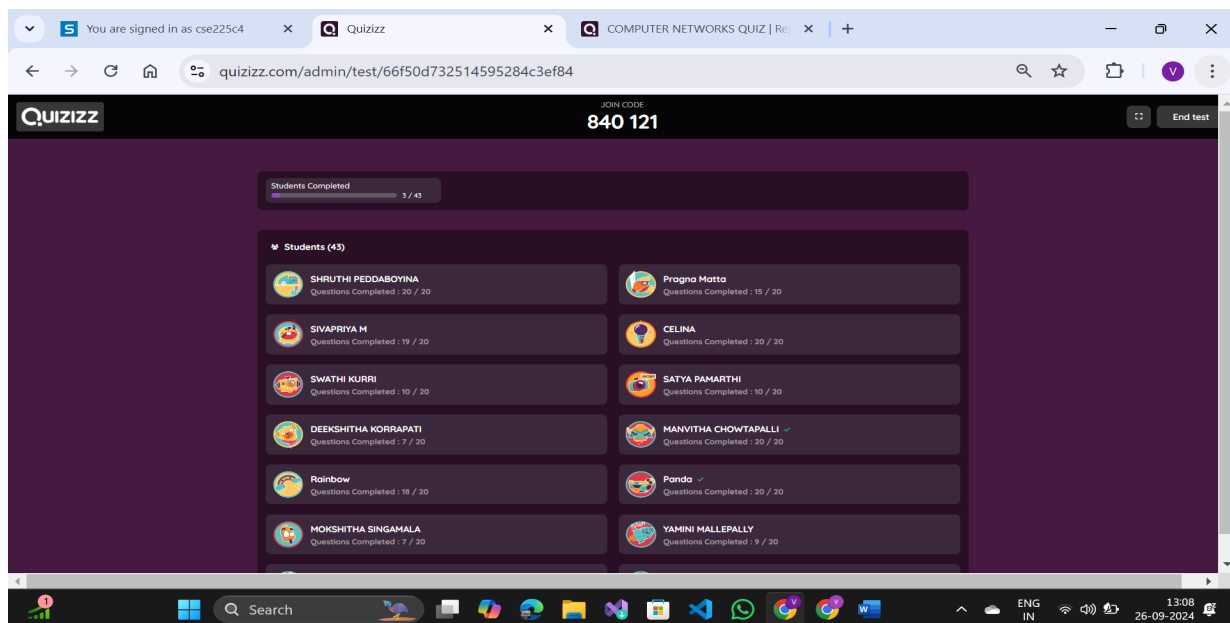 You are signed in as cse225c4
Quizizz
COMPUTER NETWORKS QUIZ | Re
quizizz.com/admin/test/66f50d732514595284c3ef84
V
QUIZIZZ
JOIN CODE
840 121
End test
Students Completed
3 / 43
Students (43)
SHRUTHI PEDDABOYINA
Questions Completed : 20 / 20
Pragna Matta
Questions Completed : 15 / 20
SIVAPRIYA M
Questions Completed : 19 / 20
CELINA
Questions Completed : 20 / 20
SWATHI KURRI
Questions Completed : 10 / 20
SATYA PAMARTHI
Questions Completed : 10 / 20
DEEKSHITHA KORRAPATI
Questions Completed : 7 / 20
MANVITHA CHOWTAPALLI
Questions Completed : 20 / 20
Rainbow
Questions Completed : 18 / 20
Panda
Questions Completed : 20 / 20
MOKSHITHA SINGAMALA
Questions Completed : 7 / 20
YAMINI MALLEPALLY
Questions Completed : 9 / 20
1
Search
ENG
IN
13:08
26-09-2024